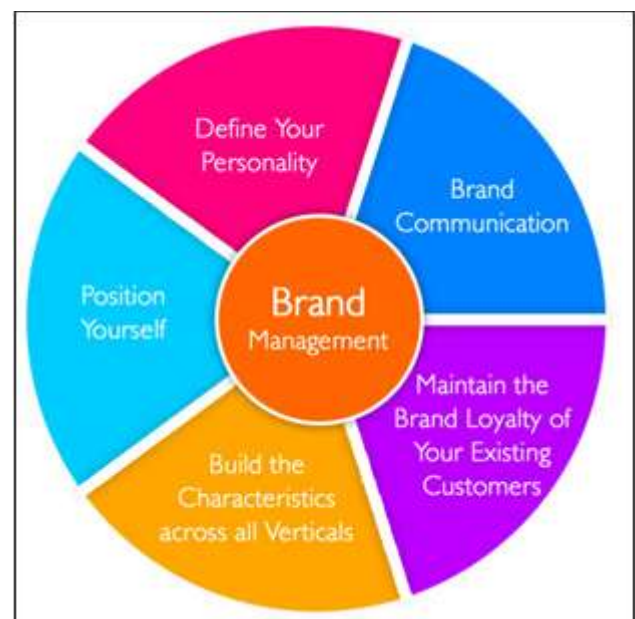 Define Your
Personality
Brand
Communication
Position
Yourself
Brand
Management
Maintain the
Brand Loyalty of
Your Existing
Customers
Build the
Characteristics
across all Verticals